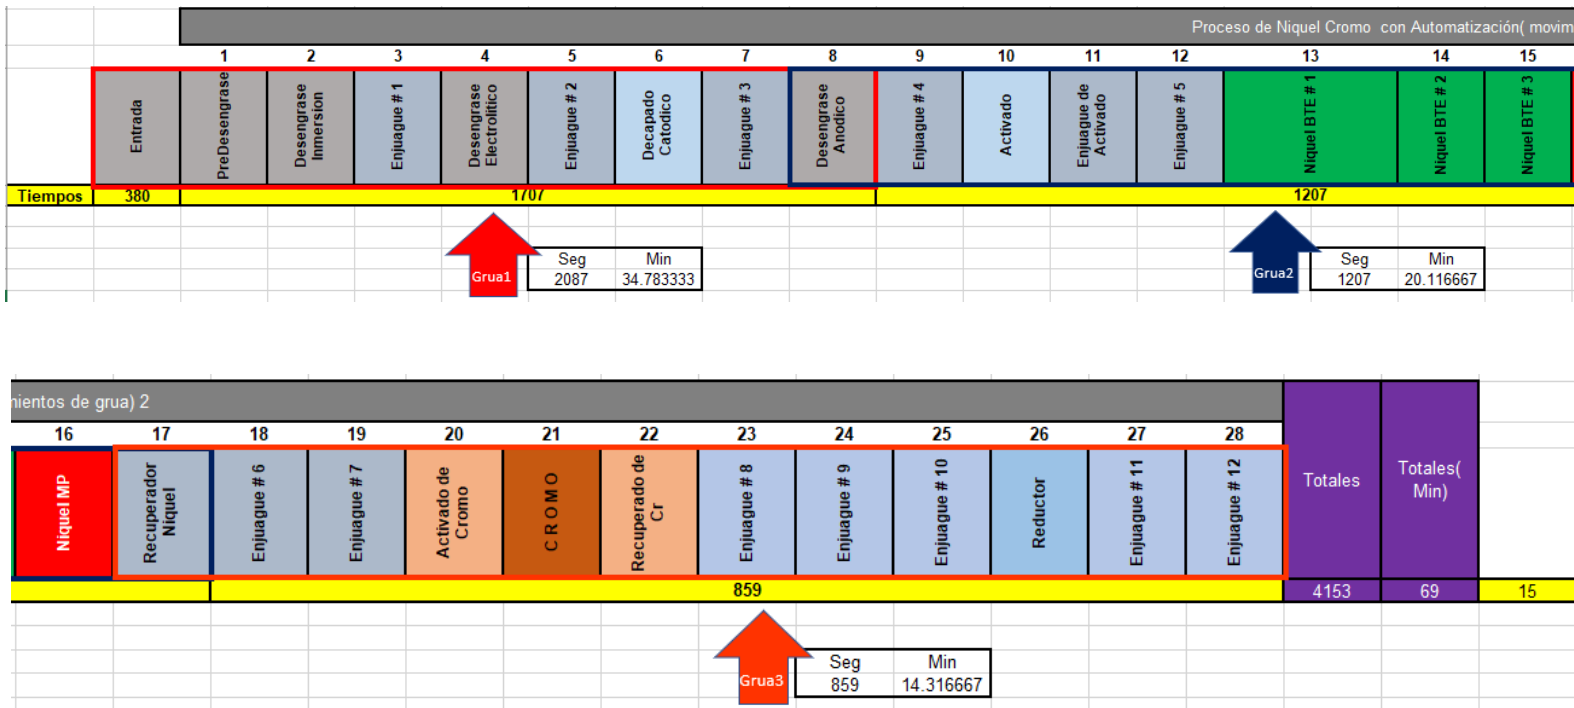 Proceso de Niquel Cromo con Automatización( movim
1 2 3 4 5 6 7 8 9 10 11 12 13 14 15
Entrada
PreDesengrase
Desengrase Inmersion
Enjuague # 1
Desengrase Electrolitico
Enjuague # 2
Decapado Catodico
Enjuague # 3
Desengrase Anodico
Enjuague # 4
Activado
Enjuague de Activado
Enjuague # 5
Niquel BTE # 1
Niquel BTE # 2
Niquel BTE # 3
Tiempos 380 1707 1207
Grua1
Seg Min
2087 34.783333
Grua2
Seg Min
1207 20.116667
nientos de grua) 2
16 17 18 19 20 21 22 23 24 25 26 27 28
Niquel MP
Recuperador Niquel
Enjuague # 6
Enjuague # 7
Activado de Cromo
C R O M O
Recuperado de Cr
Enjuague # 8
Enjuague # 9
Enjuague # 10
Reductor
Enjuague # 11
Enjuague # 12
Totales
Totales( Min)
859 4153 69 15
Grua3
Seg Min
859 14.316667